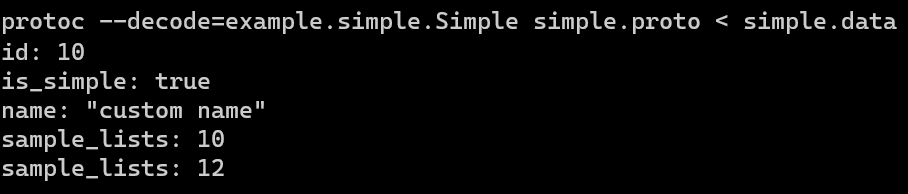 protoc --decode=example.simple.Simple simple.proto < simple.data
id: 10
is_simple: true
name: "custom name"
sample_lists: 10
sample_lists: 12